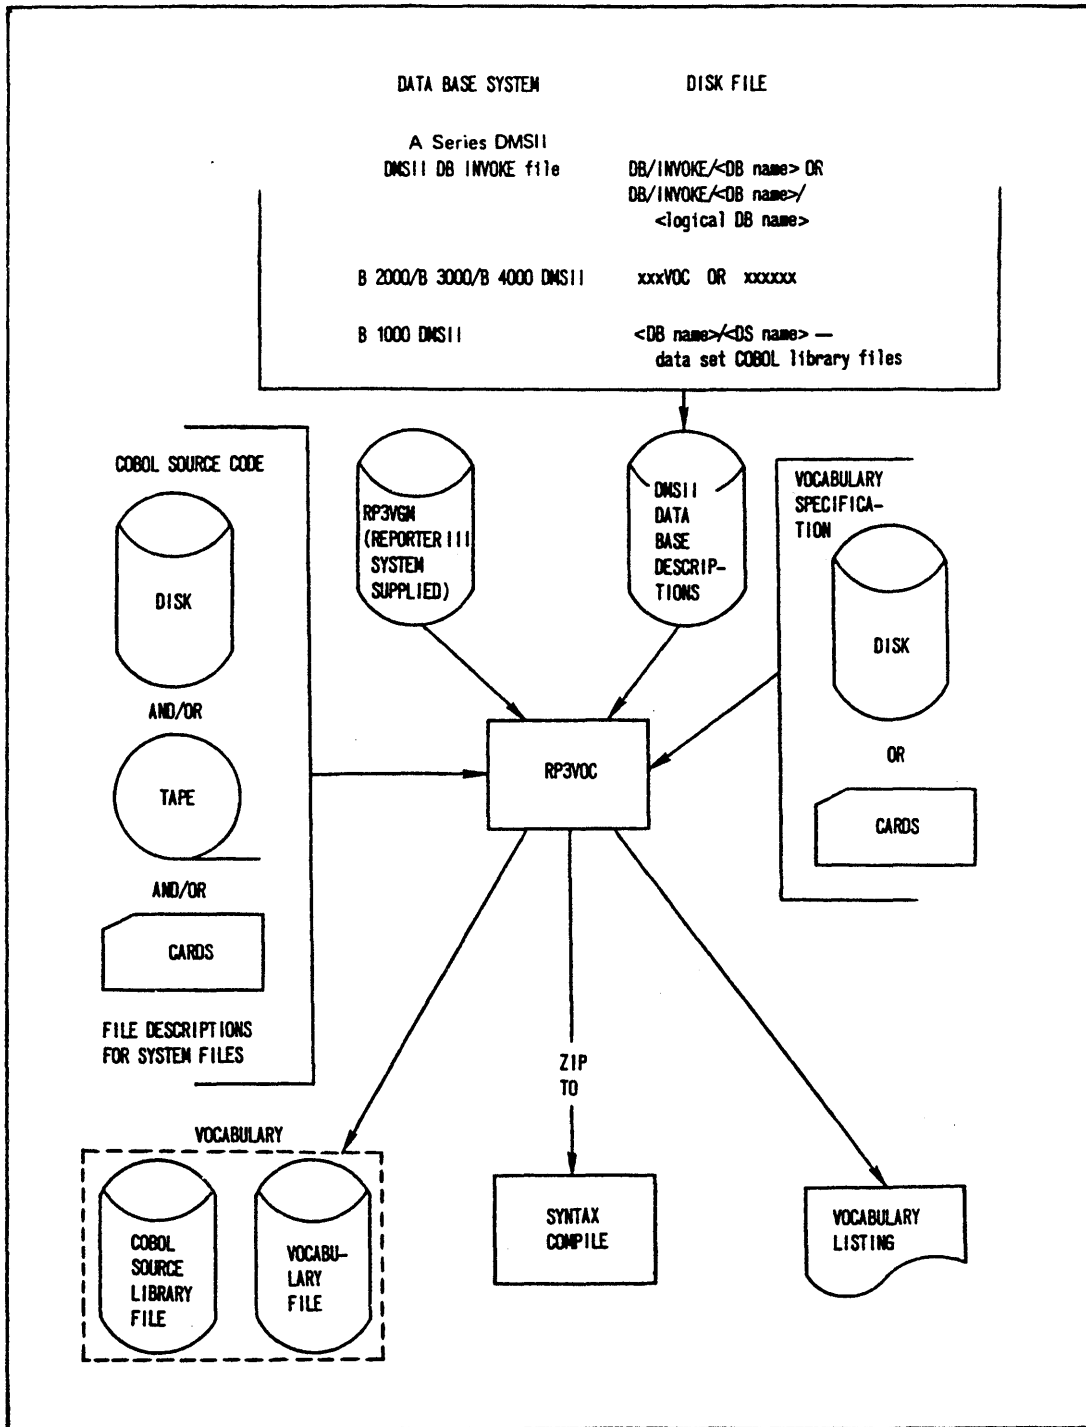 DATA BASE SYSTEM
DISK FILE
A Series DMSII
DMSII DB INVOKE file
DB/INVOKE/<DB name> OR
DB/INVOKE/<DB name>/
<logical DB name>
B 2000/B 3000/B 4000 DMSII
xxxVOC OR xxxxxx
B 1000 DMSII
<DB name>/<DS name> —
data set COBOL library files
COBOL SOURCE CODE
DISK
AND/OR
TAPE
AND/OR
CARDS
FILE DESCRIPTIONS
FOR SYSTEM FILES
RP3VGM
(REPORTER III
SYSTEM
SUPPLIED)
DMSII
DATA
BASE
DESCRIP-
TIONS
VOCABULARY
SPECIFICA-
TION
DISK
OR
CARDS
RP3VOC
ZIP
TO
VOCABULARY
COBOL
SOURCE
LIBRARY
FILE
VOCABU-
LARY
FILE
SYNTAX
COMPILE
VOCABULARY
LISTING